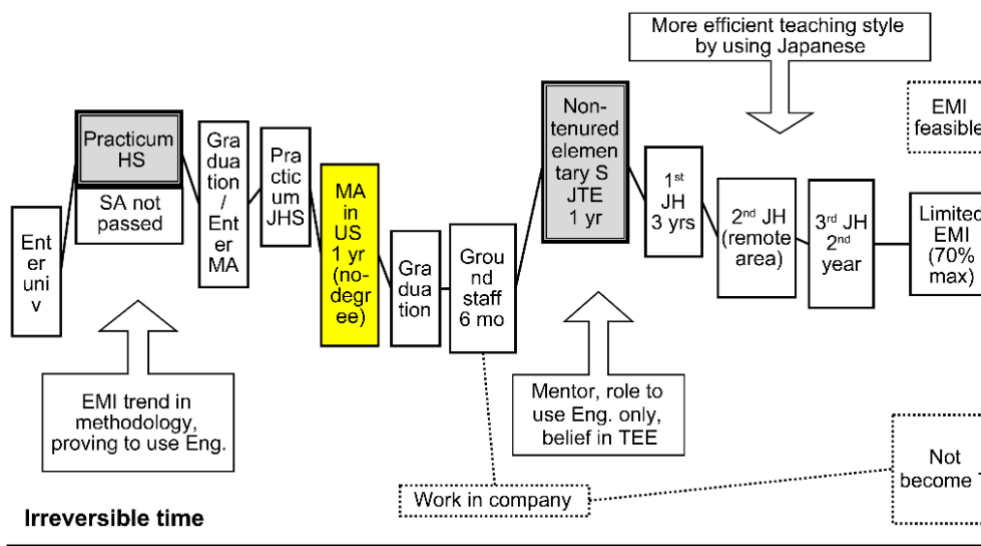 More efficient teaching style
by using Japanese
EMI
feasible
Practicum
HS
SA not
passed
Ent
er uni
v
Gra
duation
/
Enter
MA
Pra
ctic
um
JHS
MA
in
US
1 yr
(no-
degr
ee)
Gra
dua
tion
Grou
nd
staff
6 mo
Non-
tenured
elemen
tary S
JTE
1 yr
1st
JH
3 yrs
2nd JH
(remote
area)
3rd JH
2nd
year
Limited
EMI
(70%
max)
EMI trend in
methodology,
proving to use Eng.
Mentor, role to
use Eng. only,
belief in TEE
Work in company
Not
become
Irreversible time